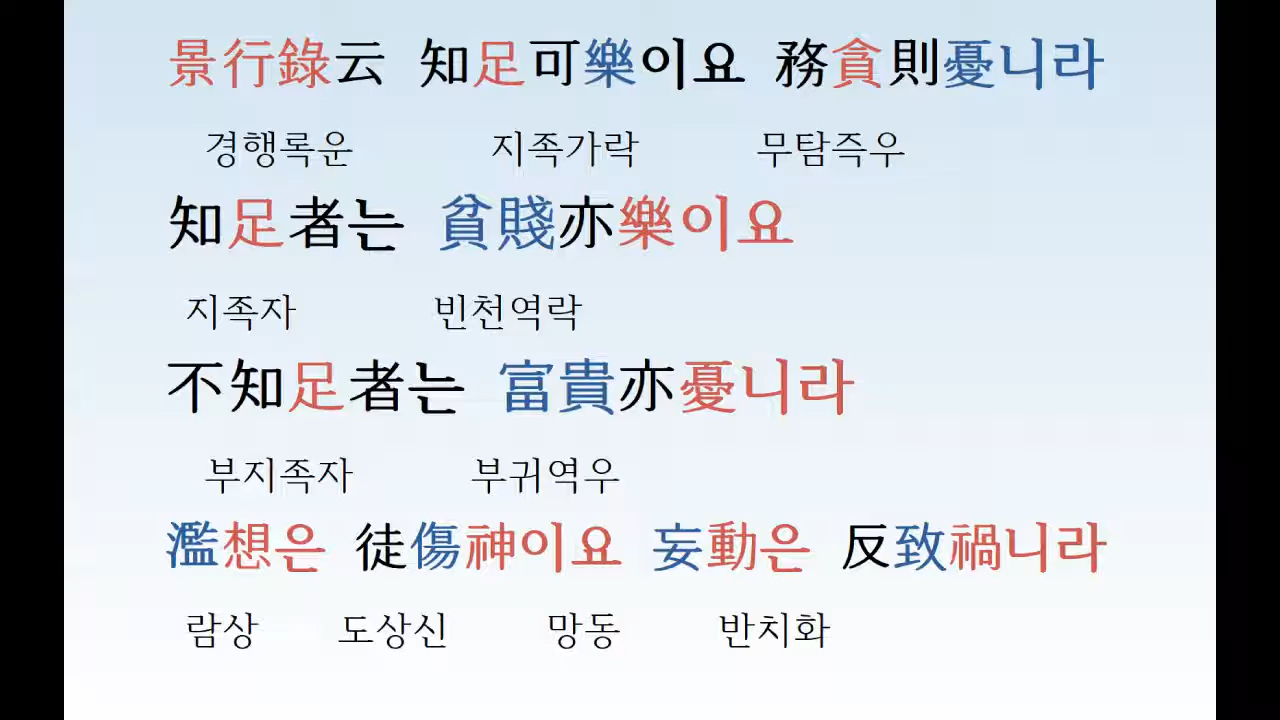 景行錄云 知足可樂이요 務貪則憂니라
경행록운 지족가락 무탐즉우
知足者는 貧賤亦樂이요
지족자 빈천역락
不知足者는 富貴亦憂니라
부지족자 부귀역우
濫想은 徒傷神이요 妄動은 反致禍니라
람상 도상신 망동 반치화